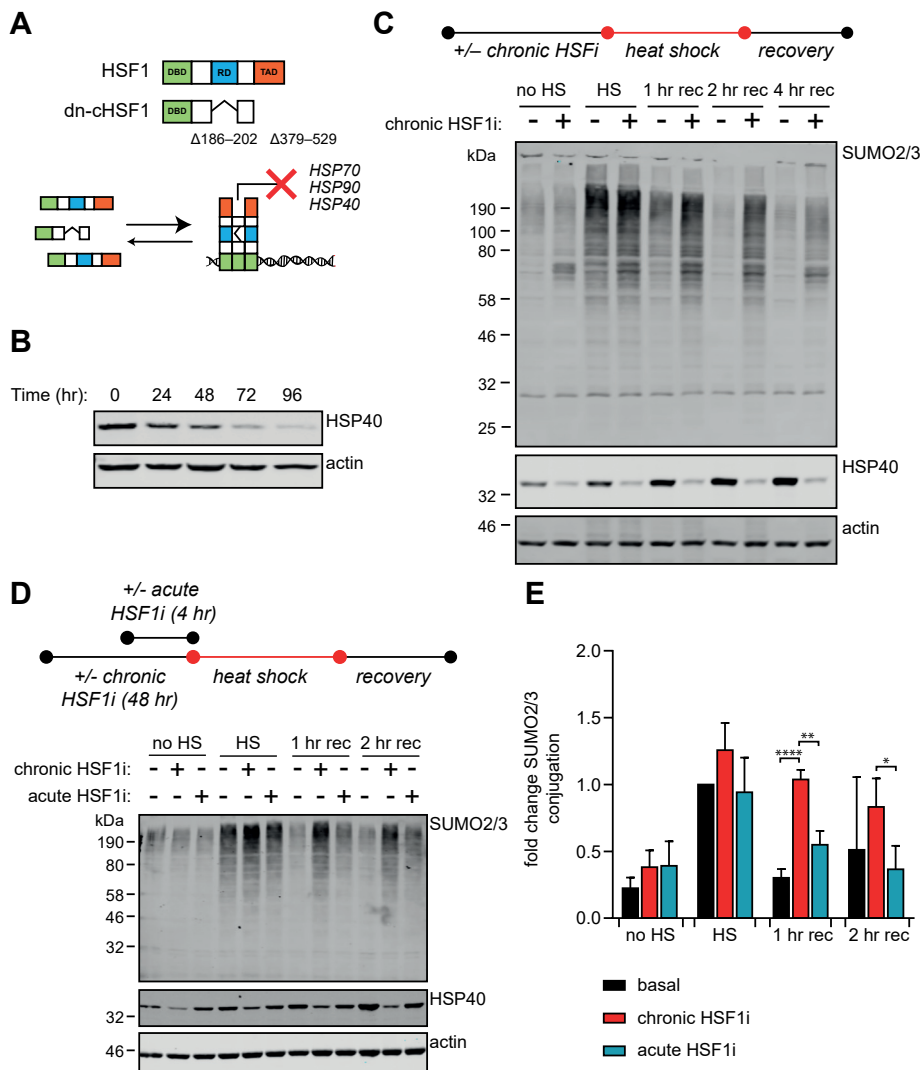 A
HSF1
DBD RD TAD
dn-cHSF1
DBD
Δ186–202 Δ379–529
HSP70
HSP90
HSP40
B
Time (hr): 0 24 48 72 96
HSP40
actin
C
+/– chronic HSFi heat shock recovery
no HS HS 1 hr rec 2 hr rec 4 hr rec
chronic HSF1i: - + - + - + - + - +
kDa
SUMO2/3
190
100
80
58
46
32
25
HSP40
32
46
actin
D
+/- acute
HSF1i (4 hr)
+/- chronic
HSF1i (48 hr)
heat shock recovery
no HS HS 1 hr rec 2 hr rec
chronic HSF1i: - + - - + - - + - - + -
acute HSF1i: - - + - - + - - + - - +
kDa
SUMO2/3
190
80
58
46
32
HSP40
32
actin
46
E
fold change SUMO2/3
conjugation
2.0
1.5
1.0
0.5
0.0
**** ** *
no HS HS 1 hr rec 2 hr rec
basal
chronic HSF1i
acute HSF1i